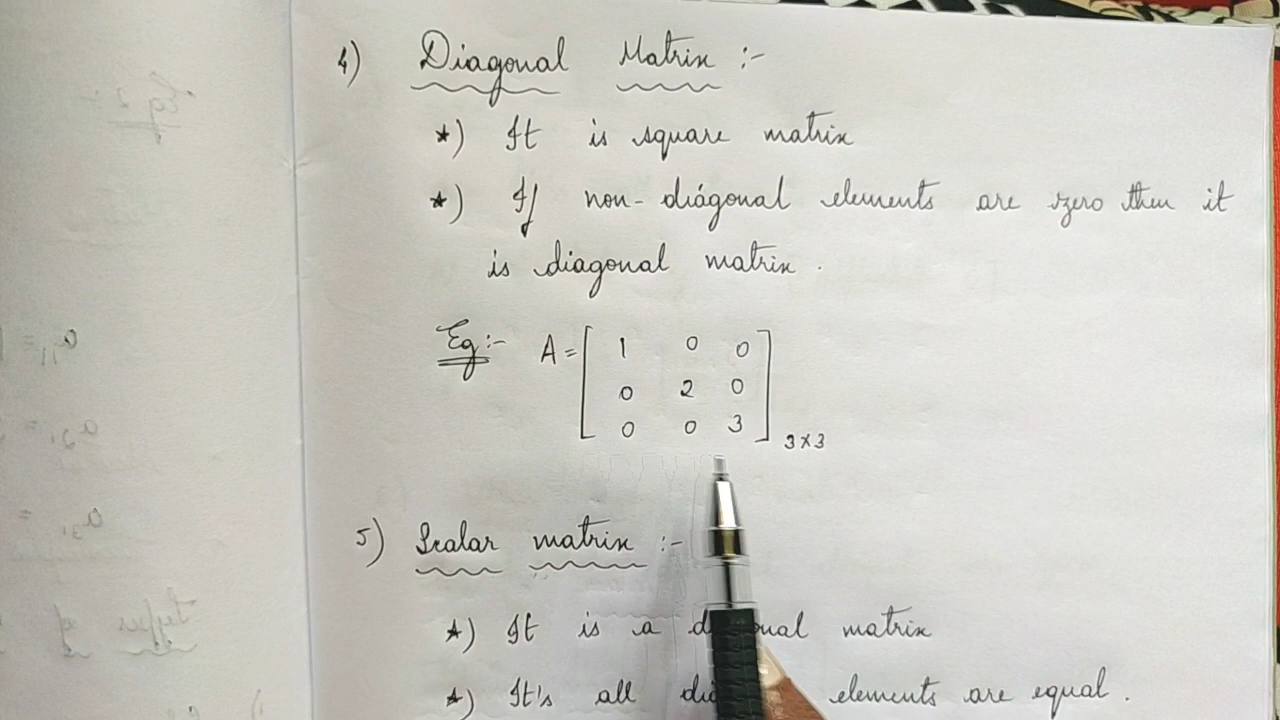 4) Diagonal Matrix :-
*) It is square matrix
*) If non-diagonal elements are zero then it
is diagonal matrix .
Eg:- A = [ 1 0 0
0 2 0
0 0 3 ] 3×3
5) Scalar matrix :-
*) It is a matrix
*) It's all elements are equal .